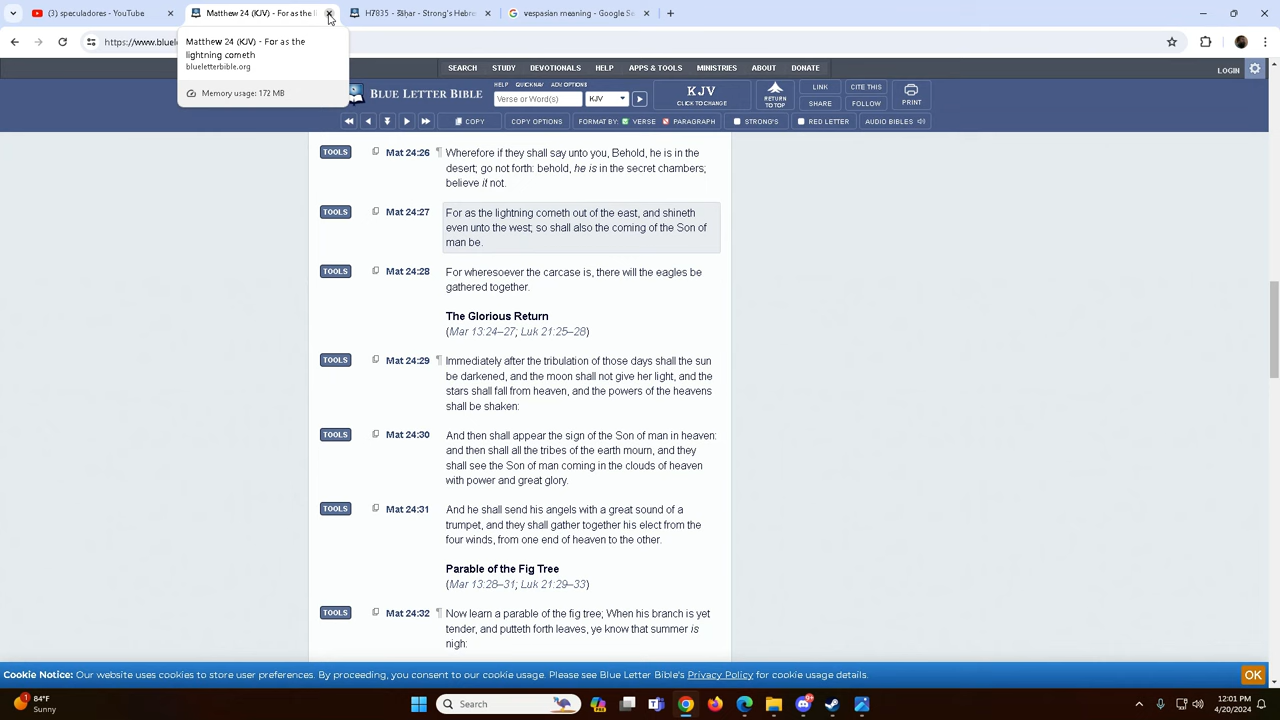 (3) speculadores - YouTube
Matthew 24 (KJV) - For as the li
H7835 - šāḥar - Strong's Hebre
vespasian meaning - Google Se
https://www.bluele
Matthew 24 (KJV) - For as the
lightning cometh
blueletterbible.org
Memory usage: 172 MB
SEARCH STUDY DEVOTIONALS HELP APPS & TOOLS MINISTRIES ABOUT DONATE
LOGIN
BLUE LETTER BIBLE
HELP QUICKNAV ADV OPTIONS
Verse or Word(s)
KJV
KJV
CLICK TO CHANGE
RETURN
TO TOP
LINK
SHARE
CITE THIS
FOLLOW
PRINT
COPY COPY OPTIONS FORMAT BY: VERSE PARAGRAPH STRONG'S RED LETTER AUDIO BIBLES
TOOLS Mat 24:26 ¶ Wherefore if they shall say unto you, Behold, he is in the
desert; go not forth: behold, he is in the secret chambers;
believe it not.
TOOLS Mat 24:27 For as the lightning cometh out of the east, and shineth
even unto the west; so shall also the coming of the Son of
man be.
TOOLS Mat 24:28 For wheresoever the carcase is, there will the eagles be
gathered together.
The Glorious Return
(Mar 13:24–27; Luk 21:25–28)
TOOLS Mat 24:29 ¶ Immediately after the tribulation of those days shall the sun
be darkened, and the moon shall not give her light, and the
stars shall fall from heaven, and the powers of the heavens
shall be shaken:
TOOLS Mat 24:30 And then shall appear the sign of the Son of man in heaven:
and then shall all the tribes of the earth mourn, and they
shall see the Son of man coming in the clouds of heaven
with power and great glory.
TOOLS Mat 24:31 And he shall send his angels with a great sound of a
trumpet, and they shall gather together his elect from the
four winds, from one end of heaven to the other.
Parable of the Fig Tree
(Mar 13:28–31; Luk 21:29–33)
TOOLS Mat 24:32 ¶ Now learn a parable of the fig tree; When his branch is yet
tender, and putteth forth leaves, ye know that summer is
nigh:
Cookie Notice: Our website uses cookies to store user preferences. By proceeding, you consent to our cookie usage. Please see Blue Letter Bible's Privacy Policy for cookie usage details.
OK
1
84°F
Sunny
Search
12:01 PM
4/20/2024